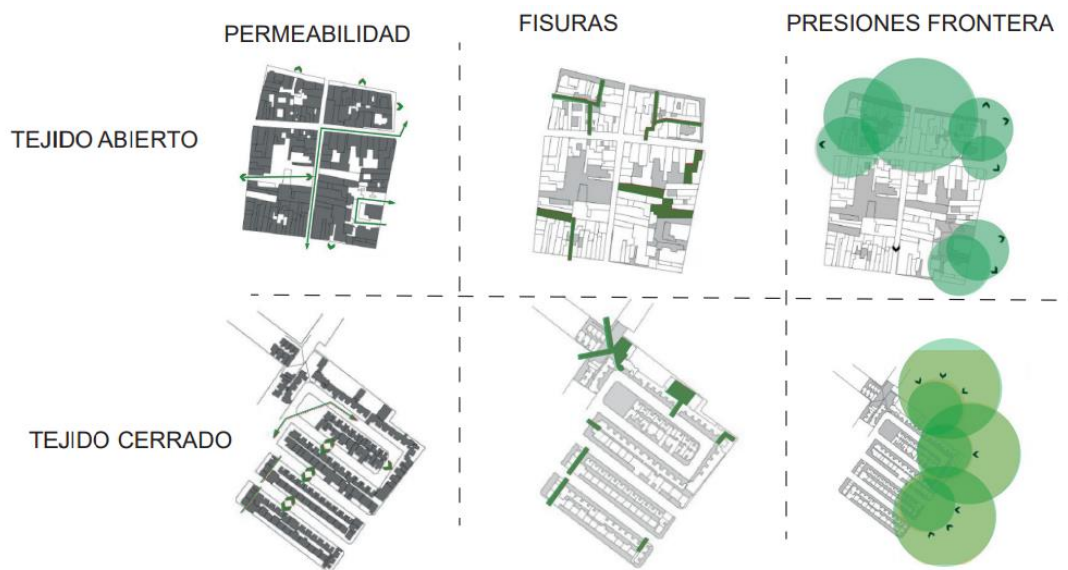 PERMEABILIDAD
FISURAS
PRESIONES FRONTERA
TEJIDO ABIERTO
TEJIDO CERRADO